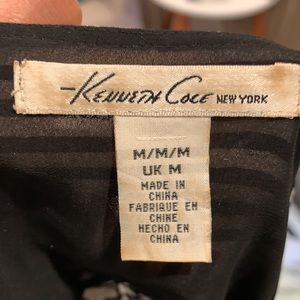 Kenneth Cole NEW YORK
M/M/M
UK M
MADE IN
CHINA
FABRIQUE EN
CHINE
HECHO EN
CHINA